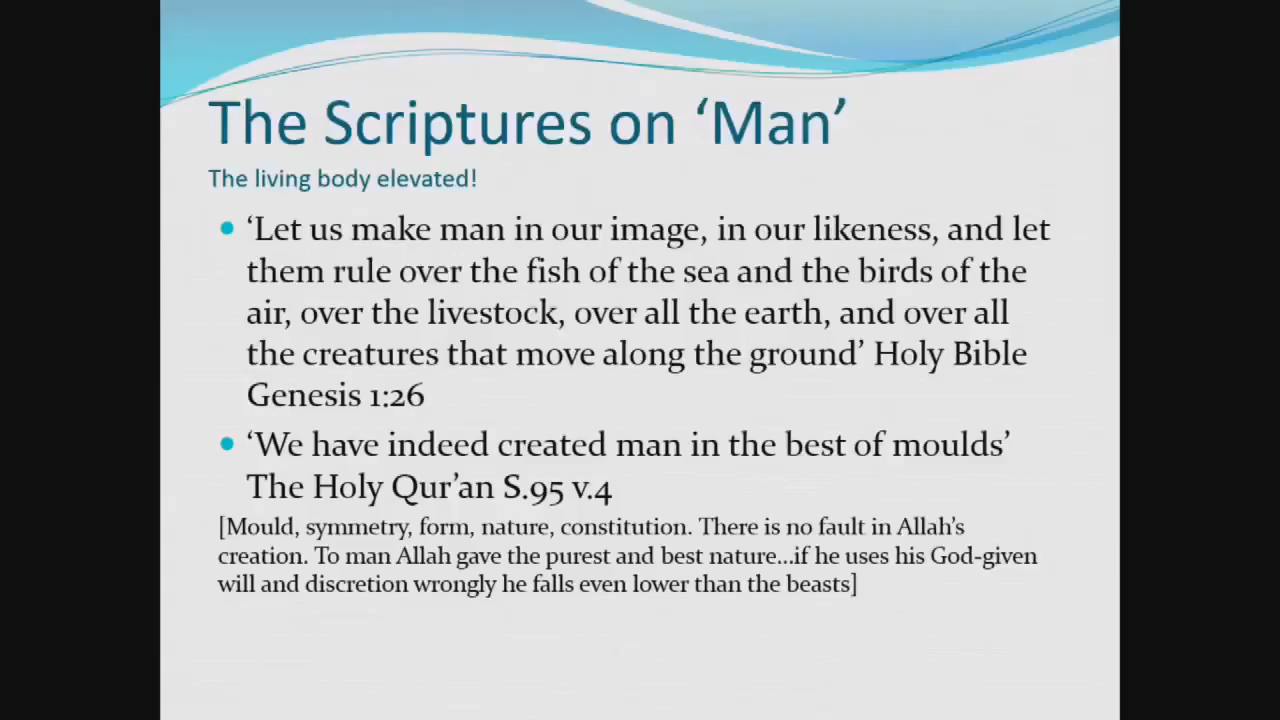 The Scriptures on ‘Man’
The living body elevated!
• ‘Let us make man in our image, in our likeness, and let
them rule over the fish of the sea and the birds of the
air, over the livestock, over all the earth, and over all
the creatures that move along the ground’ Holy Bible
Genesis 1:26
• ‘We have indeed created man in the best of moulds’
The Holy Qur’an S.95 v.4
[Mould, symmetry, form, nature, constitution. There is no fault in Allah’s
creation. To man Allah gave the purest and best nature...if he uses his God-given
will and discretion wrongly he falls even lower than the beasts]